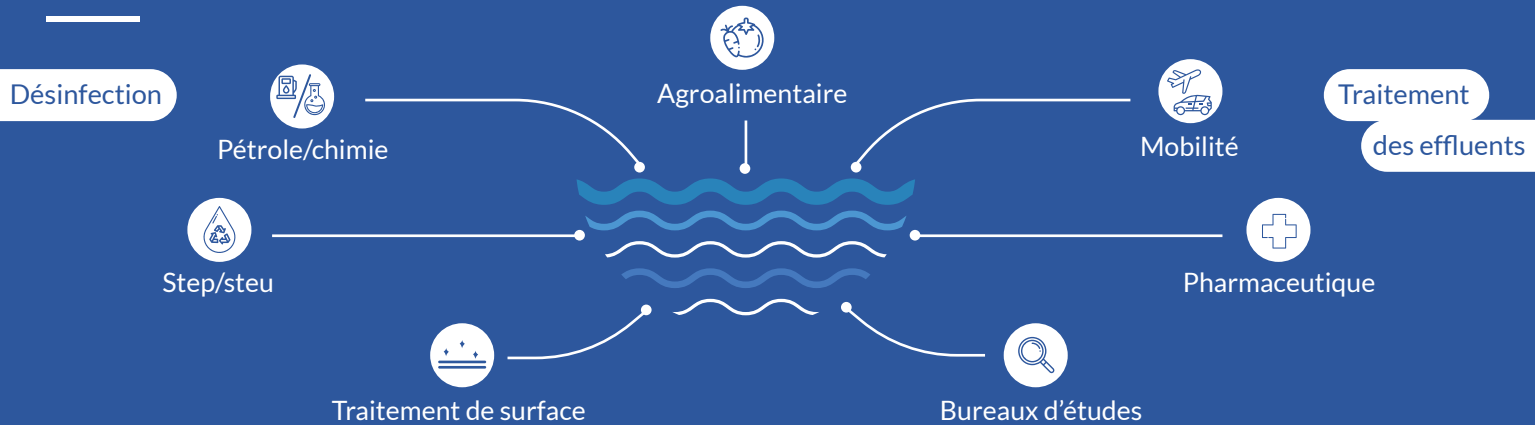 Agroalimentaire
Désinfection
Pétrole/chimie
Mobilité
Traitement
des effluents
Step/steu
Pharmaceutique
Traitement de surface
Bureaux d’études